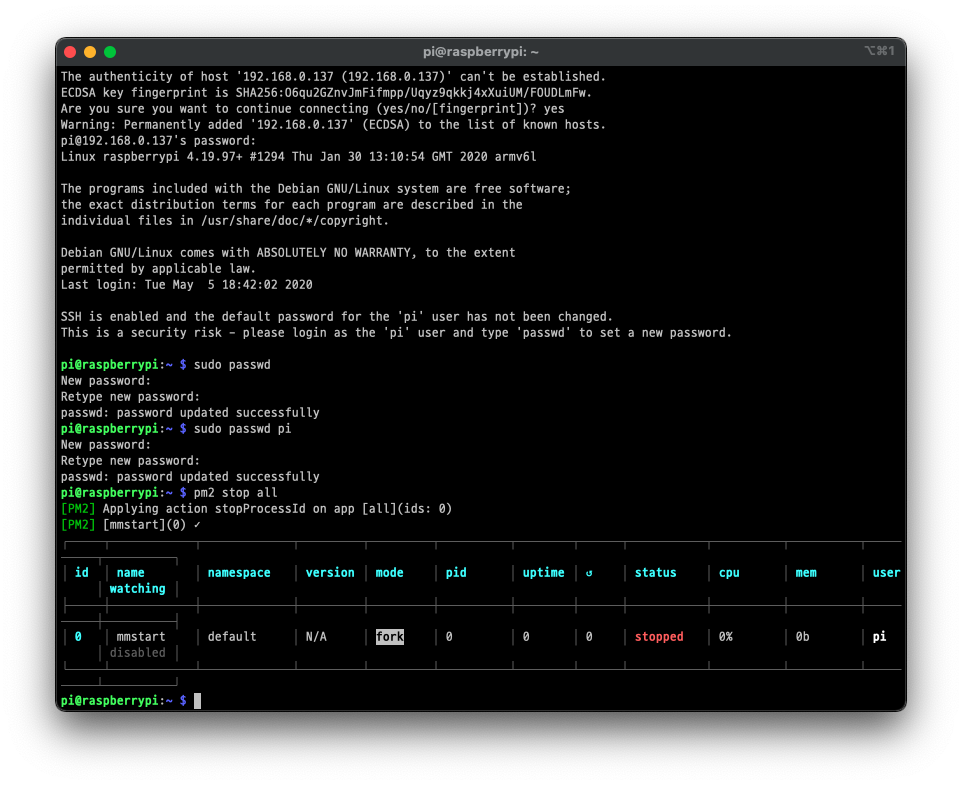 pi@raspberrypi: ~
⌥⌘1
The authenticity of host '192.168.0.137 (192.168.0.137)' can't be established.
ECDSA key fingerprint is SHA256:O6qu2GZnvJmFifmpp/Uqyz9qkkj4xXuiUM/FOUDLmFw.
Are you sure you want to continue connecting (yes/no/[fingerprint])? yes
Warning: Permanently added '192.168.0.137' (ECDSA) to the list of known hosts.
pi@192.168.0.137's password:
Linux raspberrypi 4.19.97+ #1294 Thu Jan 30 13:10:54 GMT 2020 armv6l
The programs included with the Debian GNU/Linux system are free software;
the exact distribution terms for each program are described in the
individual files in /usr/share/doc/*/copyright.
Debian GNU/Linux comes with ABSOLUTELY NO WARRANTY, to the extent
permitted by applicable law.
Last login: Tue May  5 18:42:02 2020
SSH is enabled and the default password for the 'pi' user has not been changed.
This is a security risk - please login as the 'pi' user and type 'passwd' to set a new password.
pi@raspberrypi:~ $ sudo passwd
New password:
Retype new password:
passwd: password updated successfully
pi@raspberrypi:~ $ sudo passwd pi
New password:
Retype new password:
passwd: password updated successfully
pi@raspberrypi:~ $ pm2 stop all
[PM2] Applying action stopProcessId on app [all](ids: 0)
[PM2] [mmstart](0) ✓
id name namespace version mode pid uptime ↺ status cpu mem user
watching
0 mmstart default N/A fork 0 0 0 stopped 0% 0b pi
disabled
pi@raspberrypi:~ $